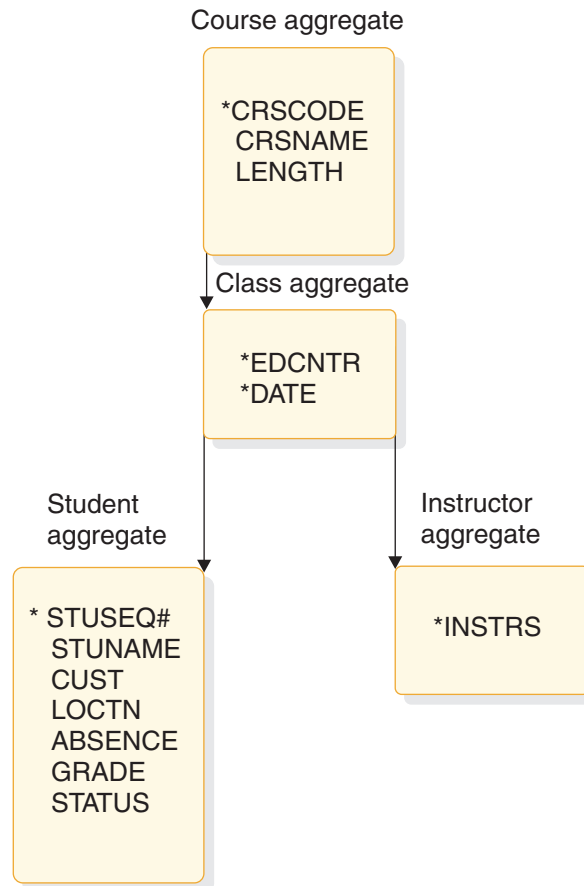 Course aggregate
*CRSCODE
CRSNAME
LENGTH
Class aggregate
*EDCNTR
*DATE
Student
aggregate
* STUSEQ#
STUNAME
CUST
LOCTN
ABSENCE
GRADE
STATUS
Instructor
aggregate
*INSTRS